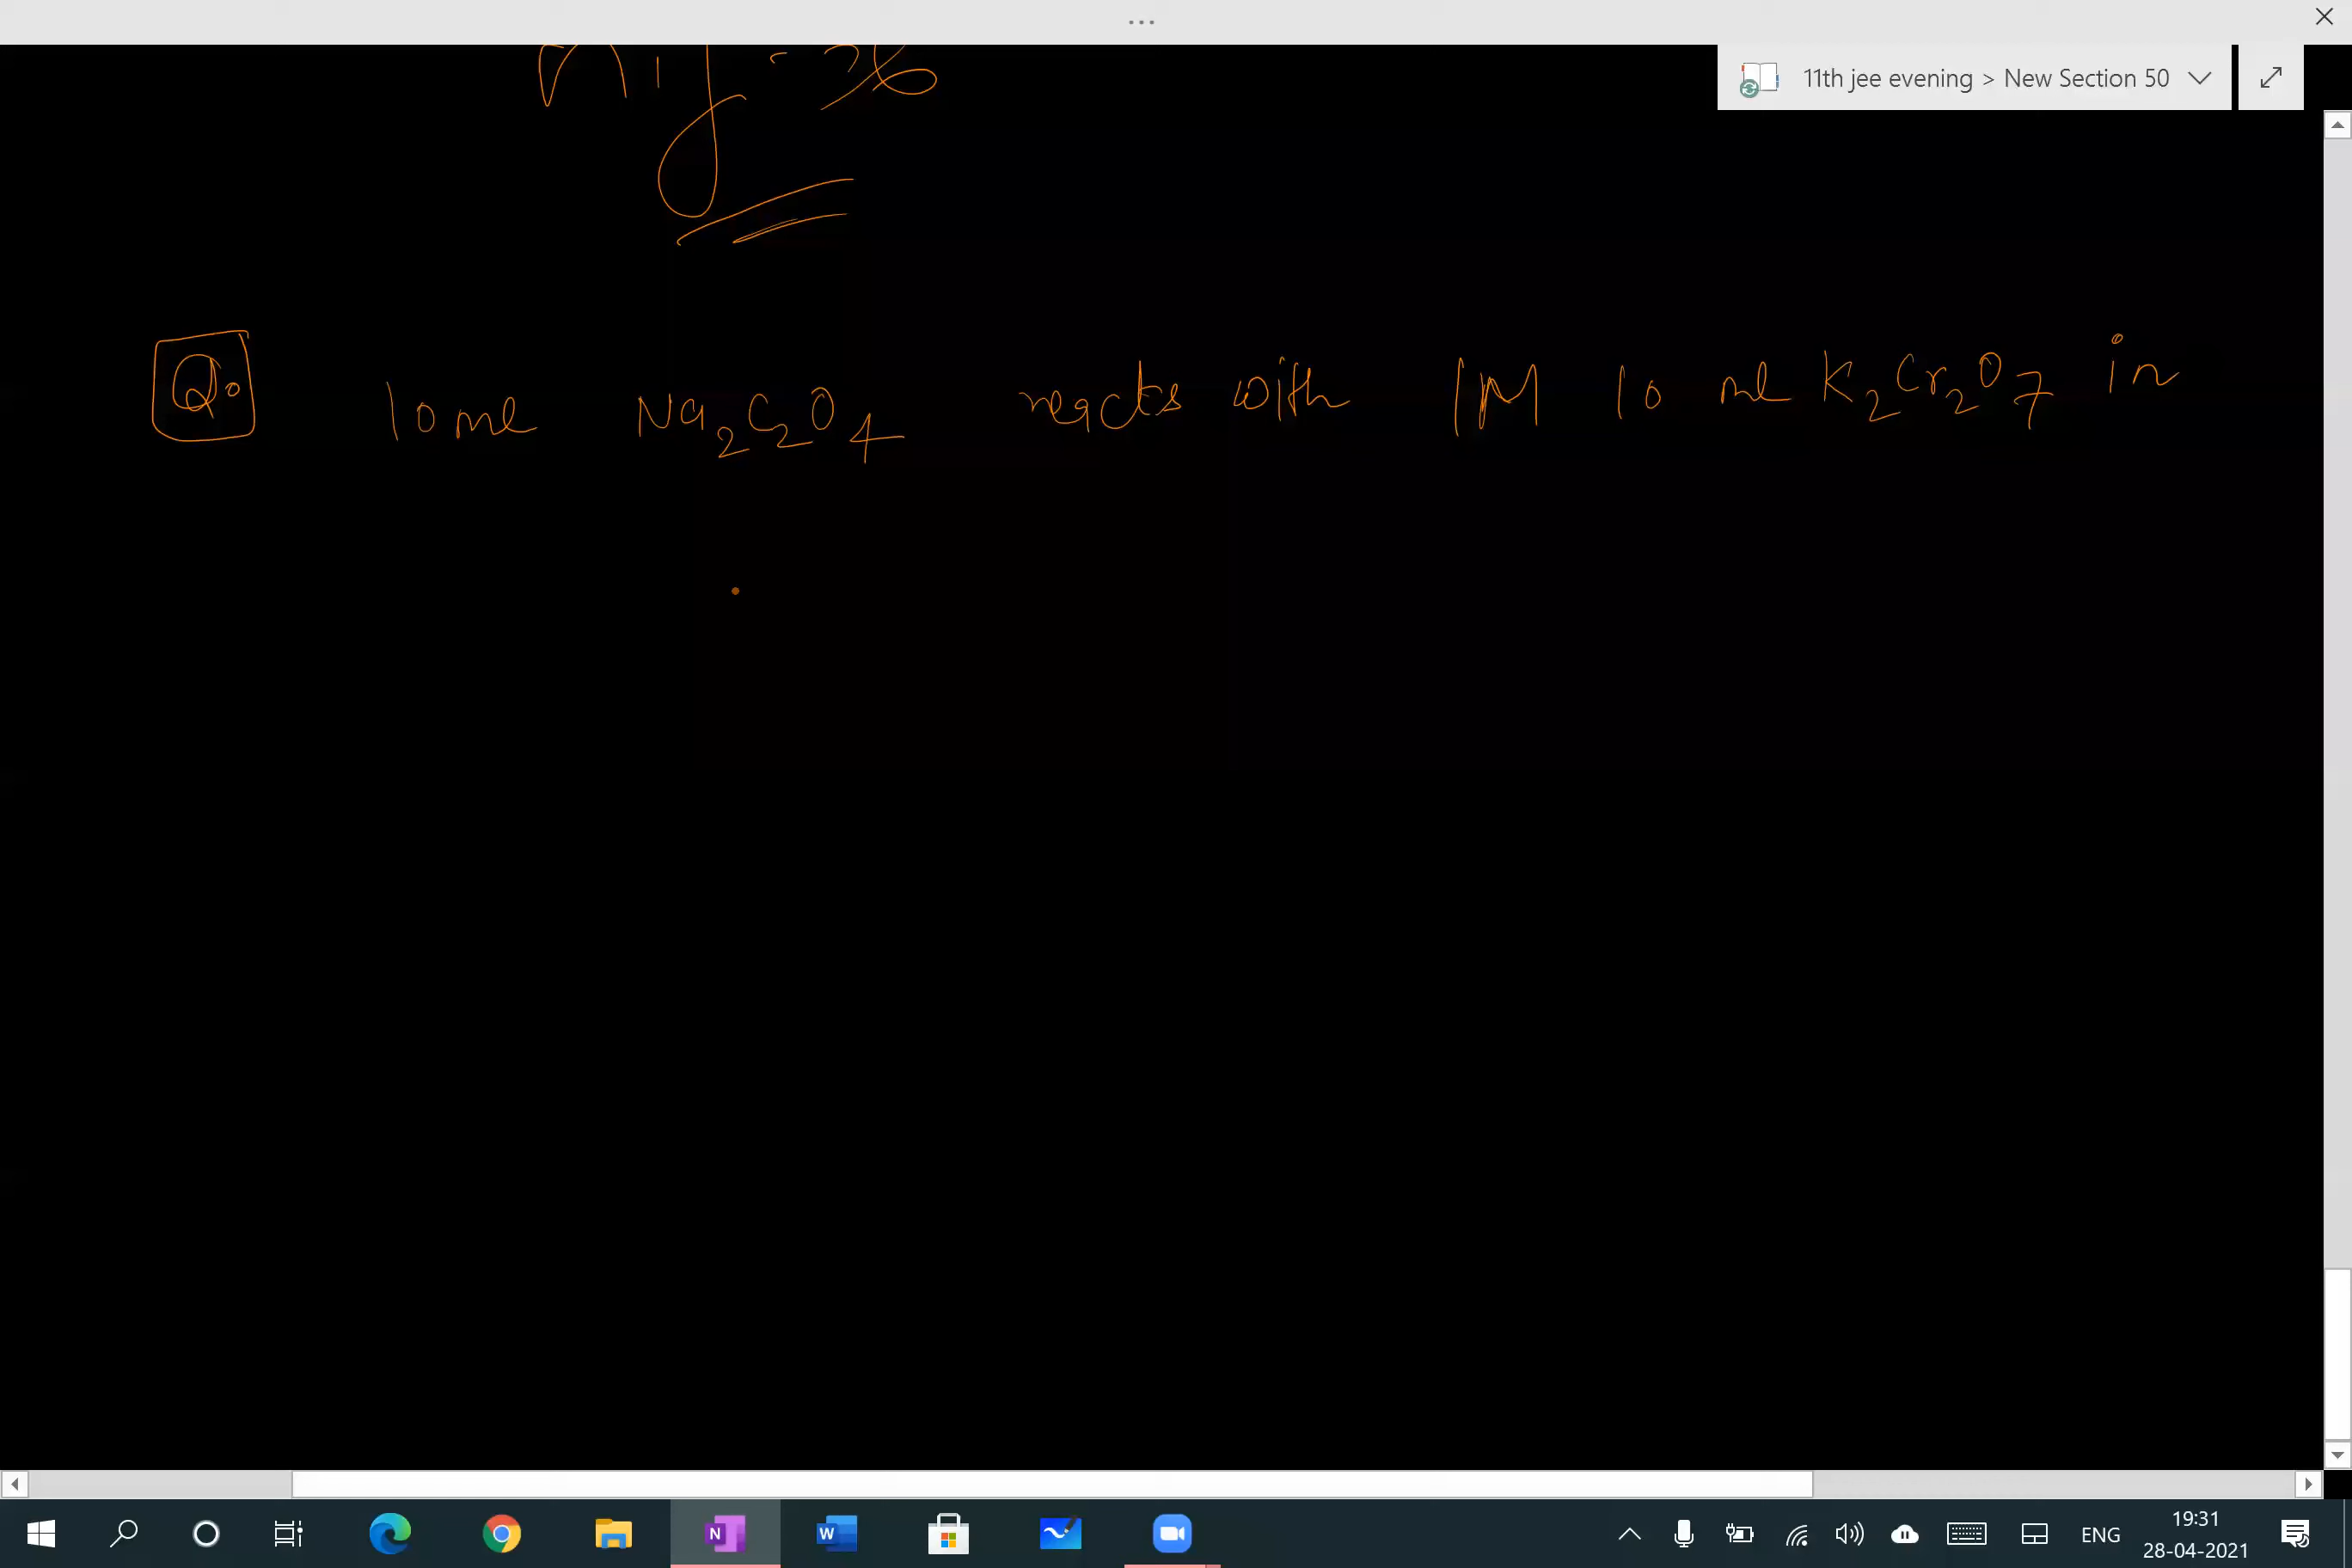 ...
11th jee evening > New Section 50
Q. 10 ml Na2C2O4 reacts with 1M 10 ml K2Cr2O7 in
ENG
19:31
28-04-2021